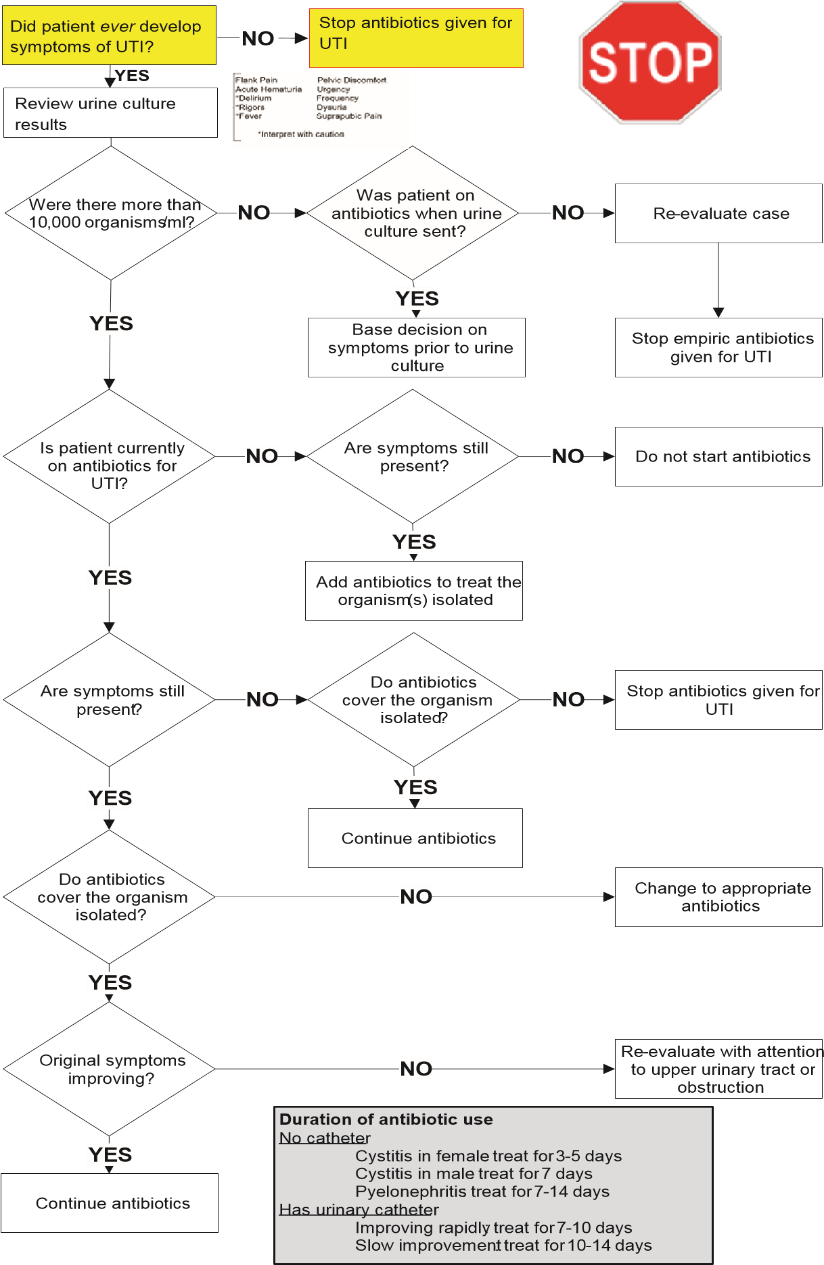 Did patient ever develop
symptoms of UTI?
NO
Stop antibiotics given for
UTI
STOP
YES
Flank Pain
Acute Hematuria
*Delirium
*Rigors
*Fever
Pelvic Discomfort
Urgency
Frequency
Dysuria
Suprapubic Pain
*Interpret with caution
Review urine culture
results
Were there more than
10,000 organisms/ml?
NO
Was patient on
antibiotics when urine
culture sent?
NO
Re-evaluate case
YES
YES
Base decision on
symptoms prior to urine
culture
Stop empiric antibiotics
given for UTI
Is patient currently
on antibiotics for
UTI?
NO
Are symptoms still
present?
NO
Do not start antibiotics
YES
YES
Add antibiotics to treat the
organism(s) isolated
Are symptoms still
present?
NO
Do antibiotics
cover the organism
isolated?
NO
Stop antibiotics given for
UTI
YES
YES
Continue antibiotics
Do antibiotics
cover the organism
isolated?
NO
Change to appropriate
antibiotics
YES
Original symptoms
improving?
NO
Re-evaluate with attention
to upper urinary tract or
obstruction
YES
Continue antibiotics
Duration of antibiotic use
No catheter
Cystitis in female treat for 3-5 days
Cystitis in male treat for 7 days
Pyelonephritis treat for 7-14 days
Has urinary catheter
Improving rapidly treat for 7-10 days
Slow improvement treat for 10-14 days